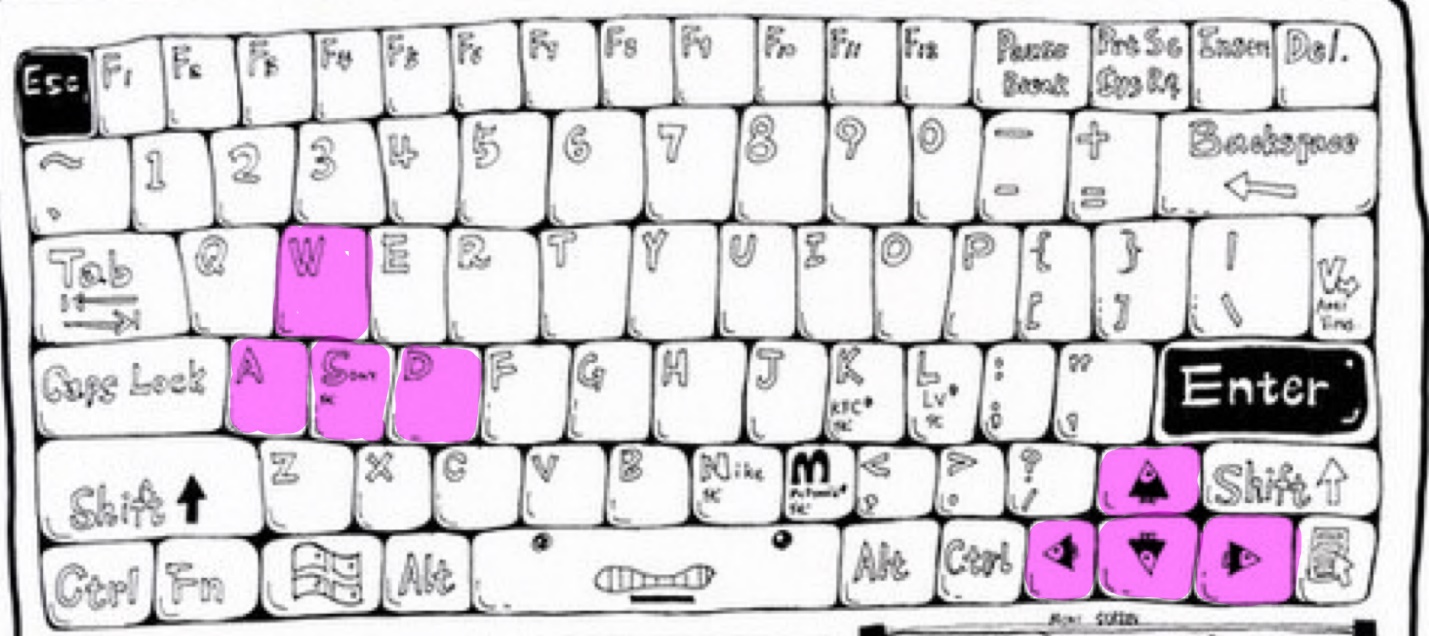 Esc F1 F2 F3 F4 F5 F6 F7 F8 F9 F10 F11 F12 Pause Break Prt Sc Sys Rq Insert Del.
~ 1 2 3 4 5 6 7 8 9 0 — + Backspace
` - =
Tab Q W E R T Y U I O P { } |
[ ] \
Caps Lock A Sony D F G H J K L : " Enter
KFC LV ; ,
Shift Z X C V B Nike M < > ? Shift
, . /
Ctrl Fn Alt Alt Ctrl